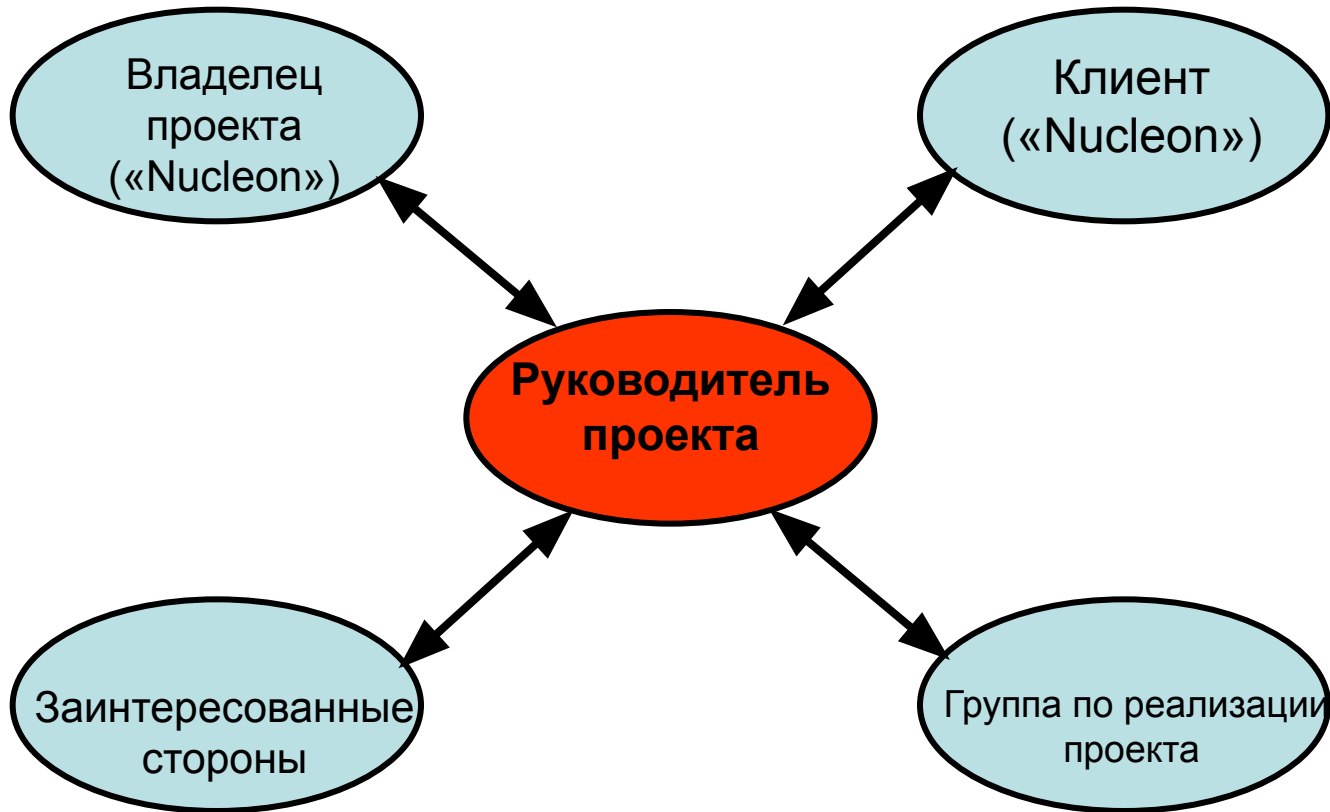 Владелец
проекта
(«Nucleon»)
Клиент
(«Nucleon»)
Руководитель
проекта
Заинтересованные
стороны
Группа по реализации
проекта